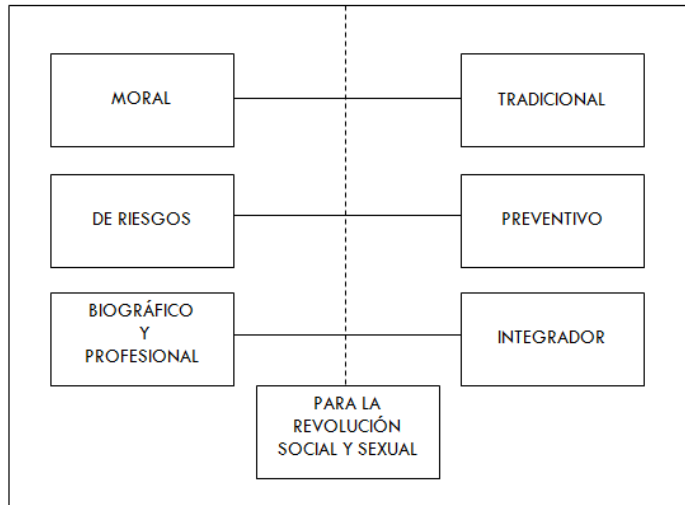 MORAL
TRADICIONAL
DE RIESGOS
PREVENTIVO
BIOGRÁFICO
Y
PROFESIONAL
INTEGRADOR
PARA LA
REVOLUCIÓN
SOCIAL Y SEXUAL